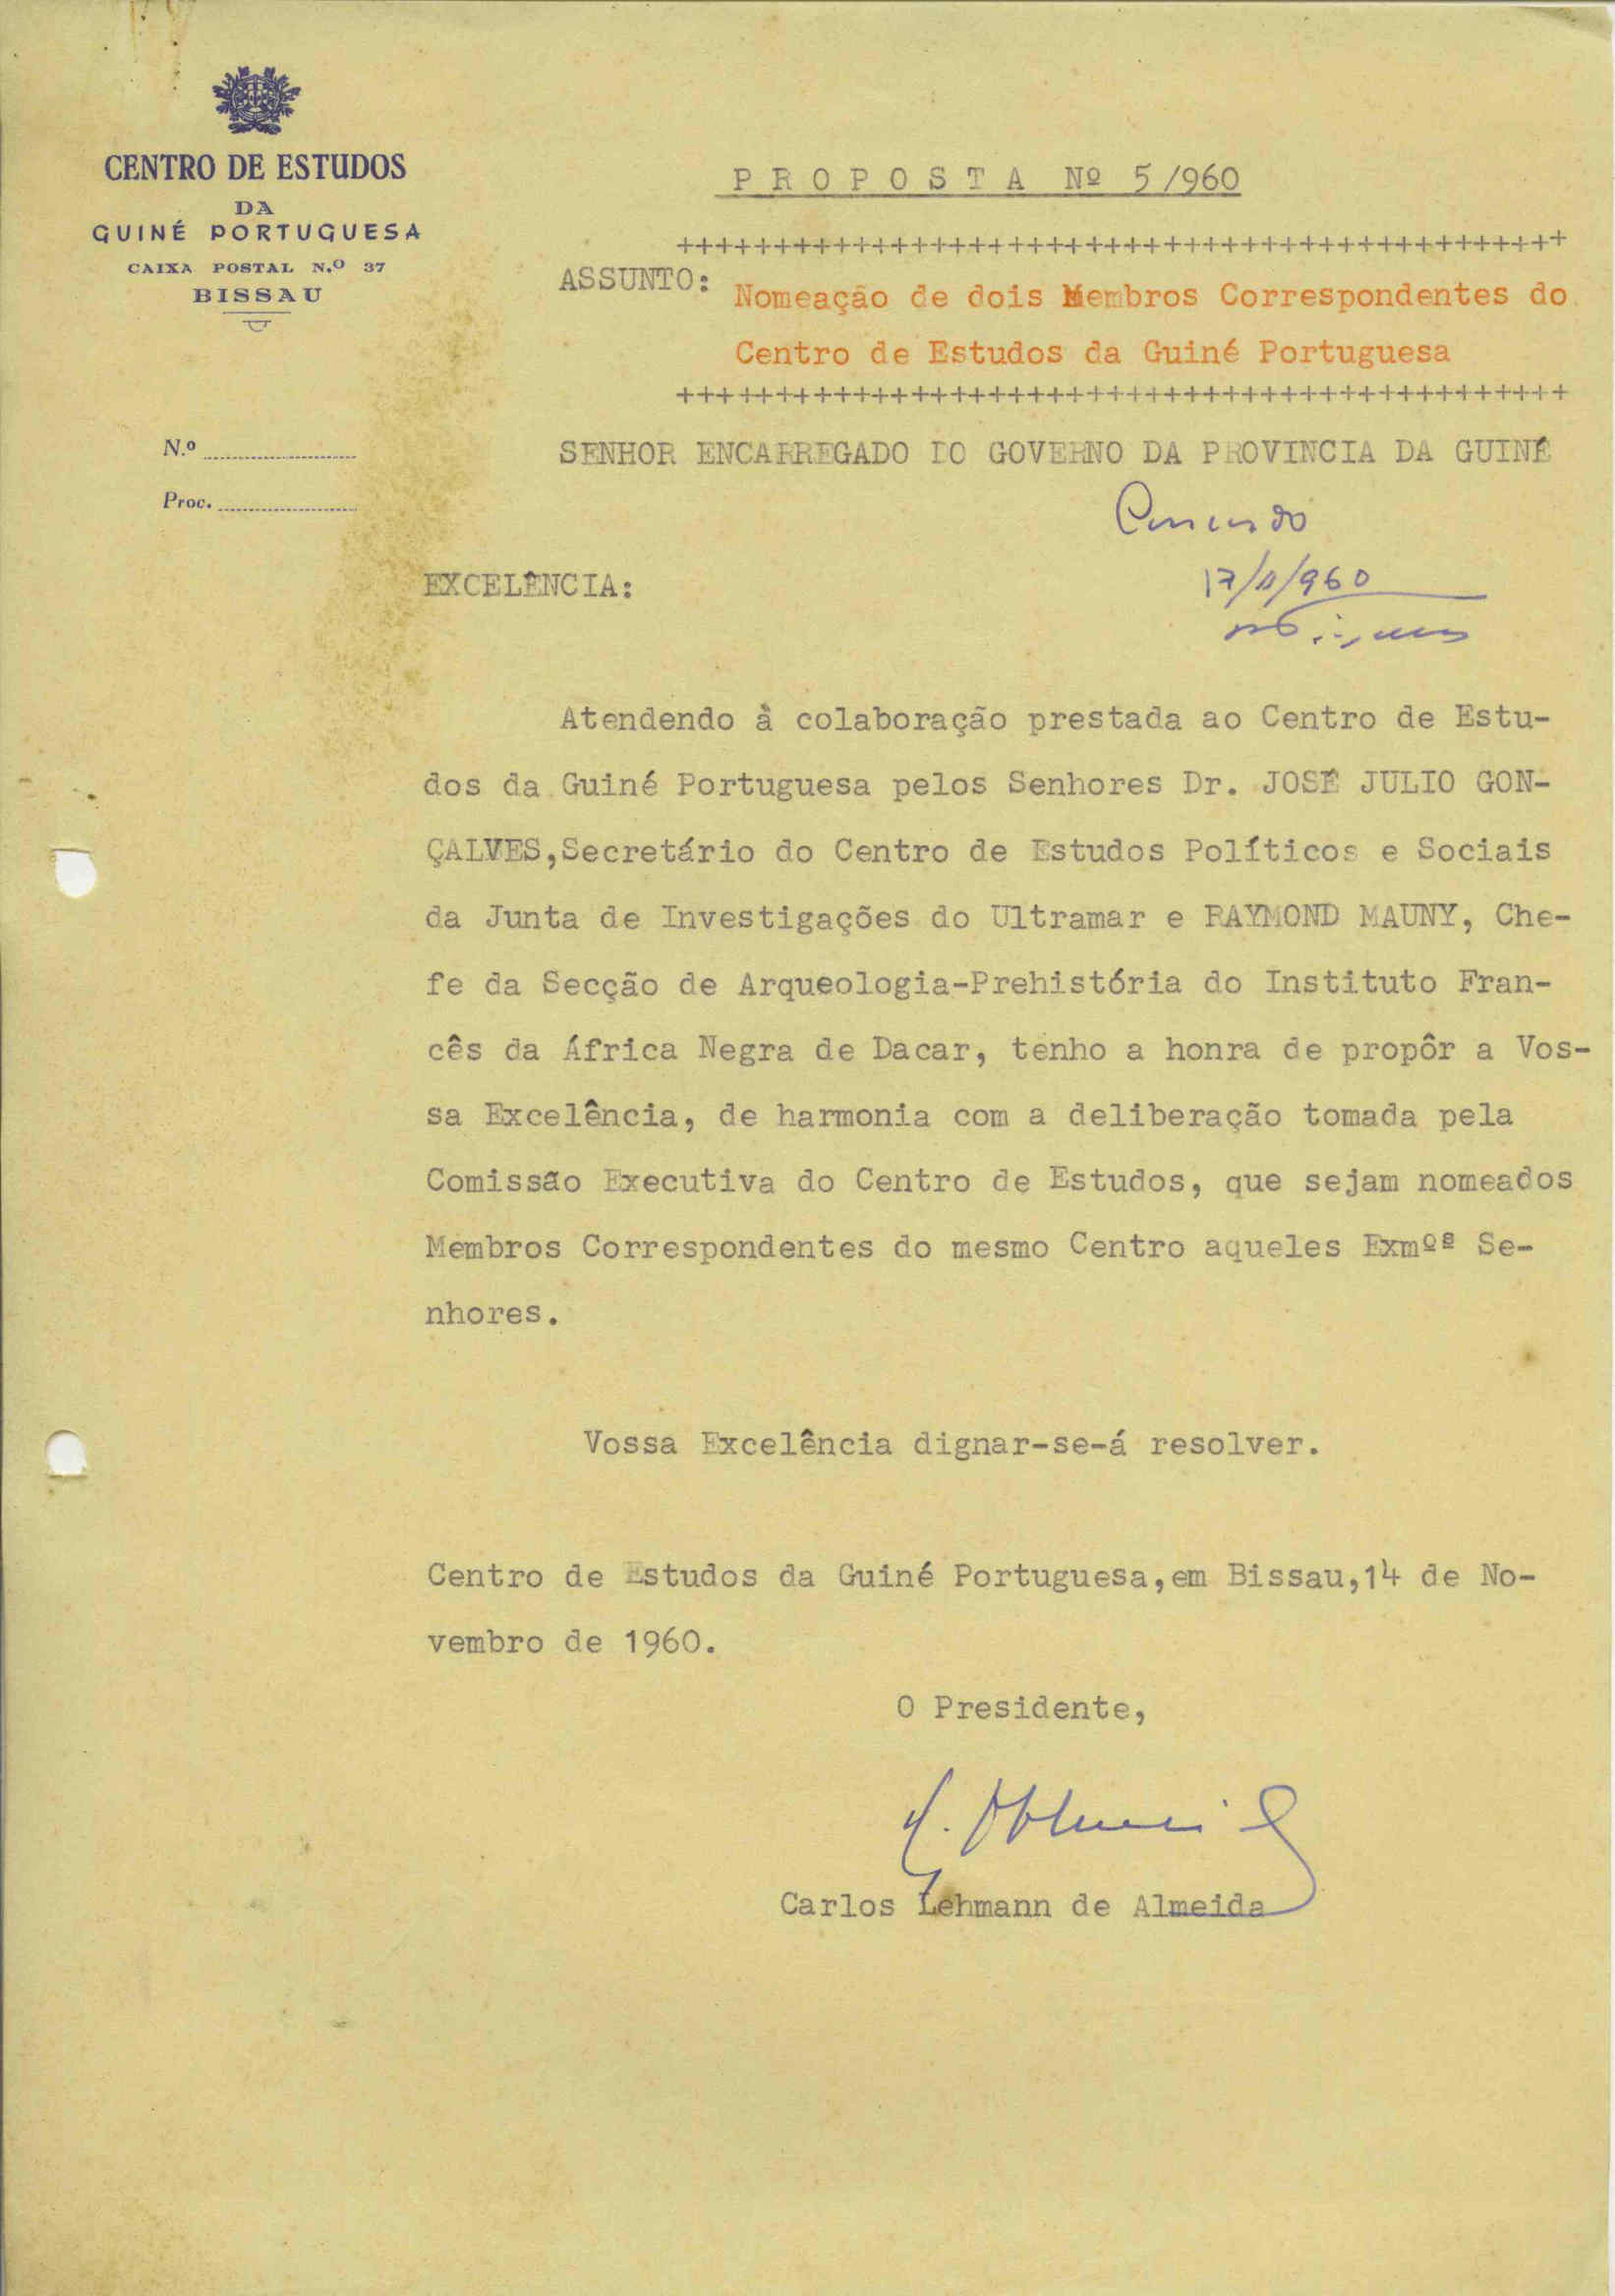 CENTRO DE ESTUDOS
DA
GUINÉ PORTUGUESA
CAIXA POSTAL N.º 37
BISSAU
N.º
Proc.
PROPOSTA Nº 5/960
++++++++++++++++++++++++++++++++++++++++++++++
ASSUNTO:
Nomeação de dois Membros Correspondentes do
Centro de Estudos da Guiné Portuguesa
++++++++++++++++++++++++++++++++++++++++++++++
SENHOR ENCARREGADO DO GOVERNO DA PROVINCIA DA GUINÉ
Concordo
17/11/960
EXCELÊNCIA:
Atendendo à colaboração prestada ao Centro de Estu-
dos da Guiné Portuguesa pelos Senhores Dr. JOSÉ JULIO GON-
ÇALVES,Secretário do Centro de Estudos Políticos e Sociais
da Junta de Investigações do Ultramar e RAYMOND MAUNY, Che-
fe da Secção de Arqueologia-Prehistória do Instituto Fran-
cês da África Negra de Dacar, tenho a honra de propôr a Vos-
sa Excelência, de harmonia com a deliberação tomada pela
Comissão Executiva do Centro de Estudos, que sejam nomeados
Membros Correspondentes do mesmo Centro aqueles Exmºs Se-
nhores.
Vossa Excelência dignar-se-á resolver.
Centro de Estudos da Guiné Portuguesa,em Bissau,14 de No-
vembro de 1960.
O Presidente,
Carlos Lehmann de Almeida